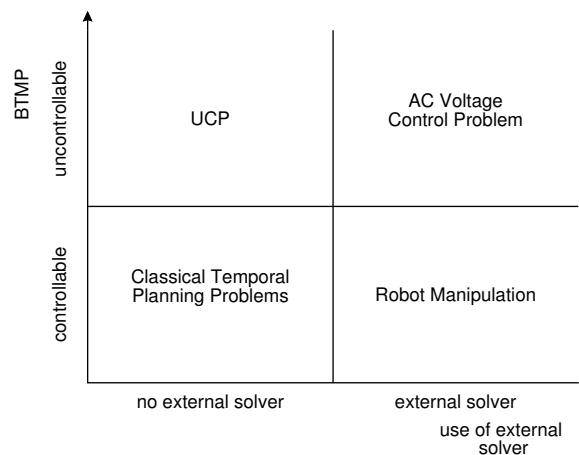 BTMP
uncontrollable
controllable
UCP
AC Voltage
Control Problem
Classical Temporal
Planning Problems
Robot Manipulation
no external solver
external solver
use of external
solver